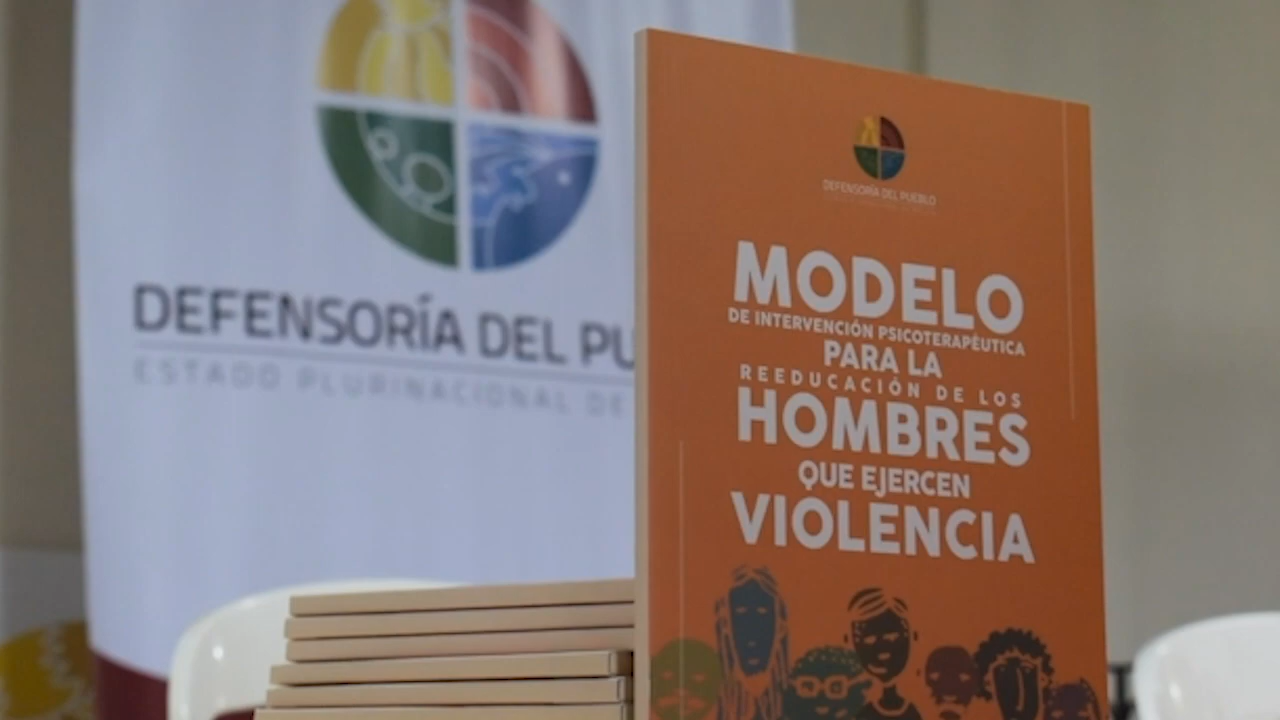 DEFENSORÍA DEL PU
ESTADO PLURINACIONAL DE
DEFENSORÍA DEL PUEBLO
MODELO
DE INTERVENCIÓN PSICOTERAPÉUTICA
PARA LA
REEDUCACIÓN DE LOS
HOMBRES
QUE EJERCEN
VIOLENCIA